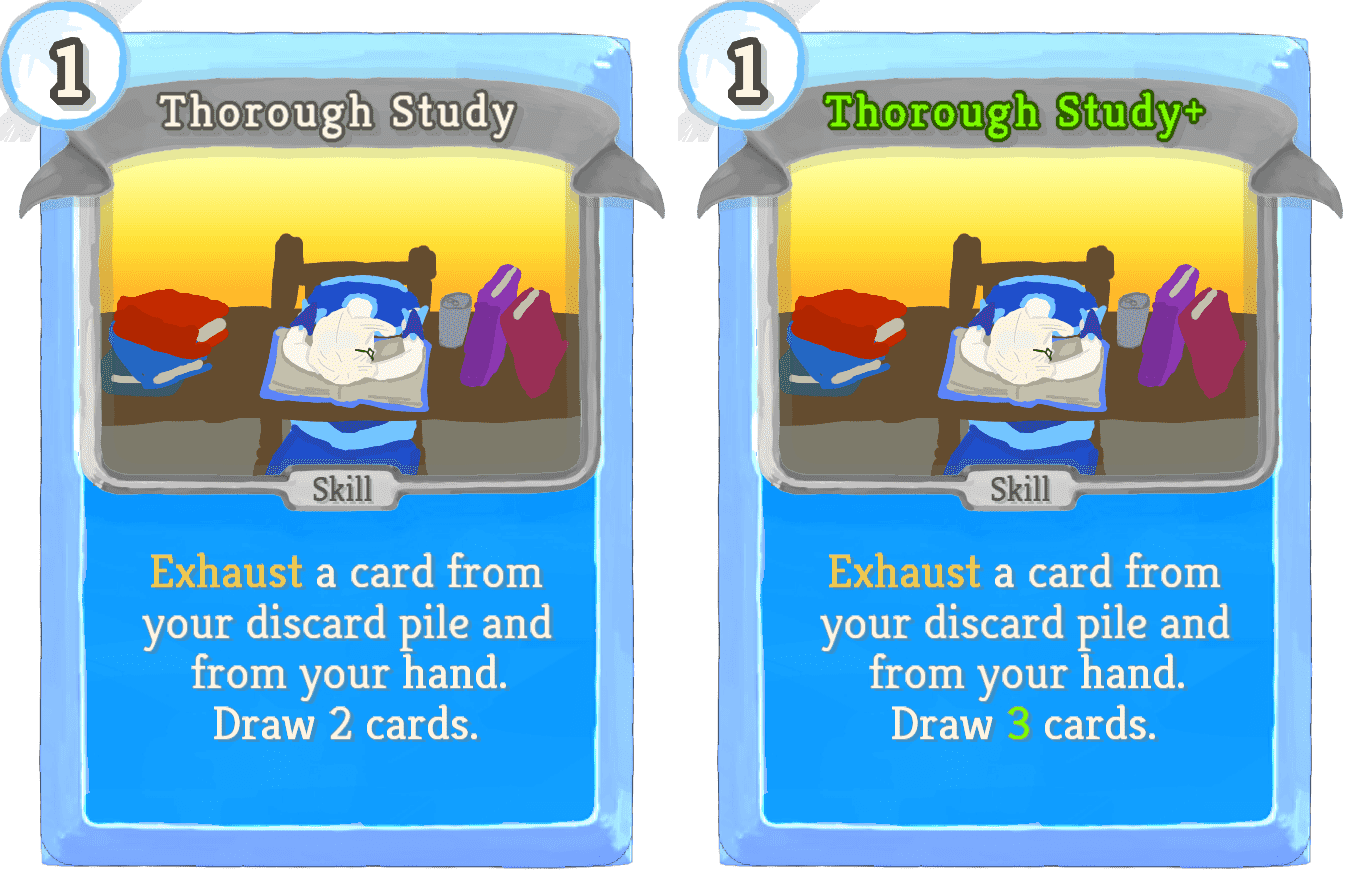 1
Thorough Study
Skill
Exhaust a card from
your discard pile and
from your hand.
Draw 2 cards.
1
Thorough Study+
Skill
Exhaust a card from
your discard pile and
from your hand.
Draw 3 cards.